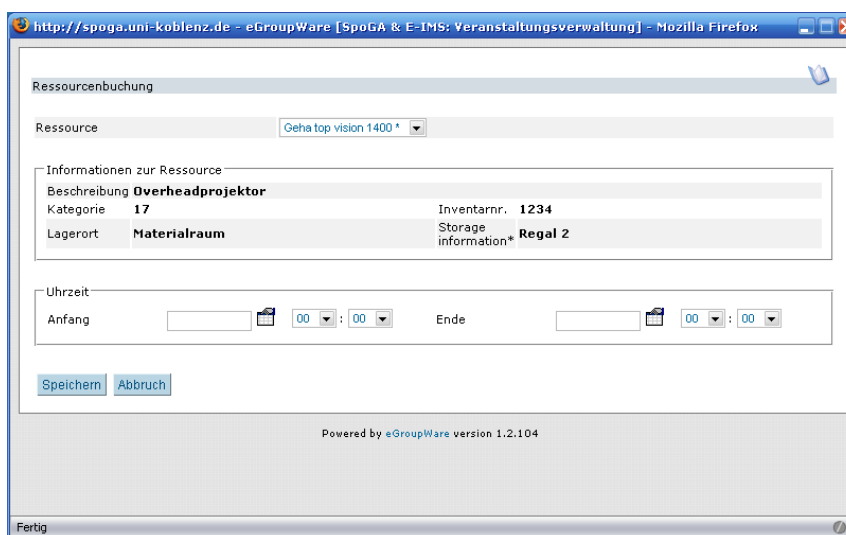 http://spoga.uni-koblenz.de - eGroupWare [SpoGA & E-IMS: Veranstaltungsverwaltung] - Mozilla Firefox
Ressourcenbuchung
Ressource Geha top vision 1400 *
Informationen zur Ressource
Beschreibung Overheadprojektor
Kategorie 17 Inventarnr. 1234
Lagerort Materialraum Storage information* Regal 2
Uhrzeit
Anfang 00 : 00 Ende 00 : 00
Speichern Abbruch
Powered by eGroupWare version 1.2.104
Fertig